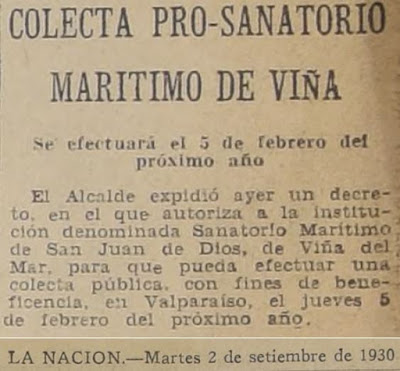 COLECTA PRO-SANATORIO
MARITIMO DE VIÑA
Se efectuará el 5 de febrero del
próximo año
El Alcalde expidió ayer un decre-
to, en el que autoriza a la institu-
ción denominada Sanatorio Marítimo
de San Juan de Dios, de Viña del
Mar, para que pueda efectuar una
colecta pública, con fines de bene-
ficencia, en Valparaíso, el jueves 5
de febrero del próximo año.
LA NACION.—Martes 2 de setiembre de 1930